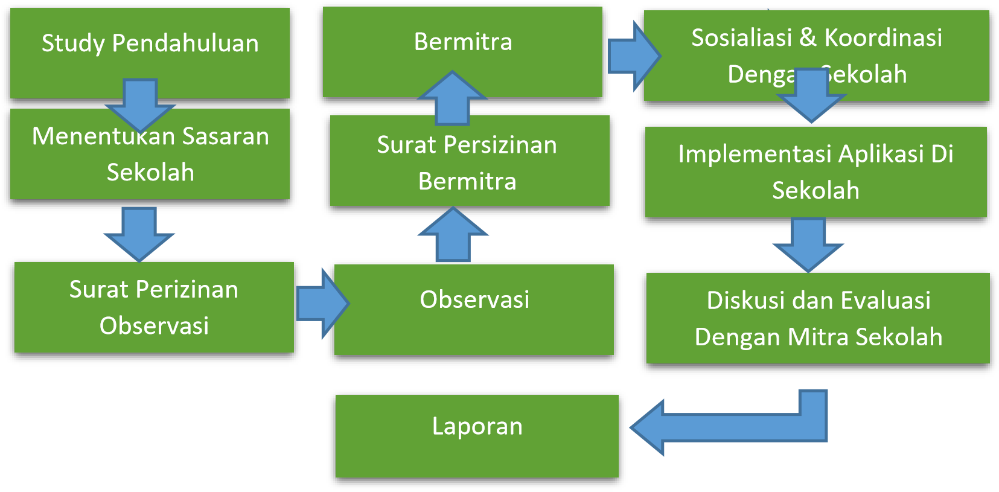 Study Pendahuluan
Menentukan Sasaran
Sekolah
Surat Perizinan
Observasi
Observasi
Surat Persizinan
Bermitra
Bermitra
Sosialiasi & Koordinasi
Dengan Sekolah
Implementasi Aplikasi Di
Sekolah
Diskusi dan Evaluasi
Dengan Mitra Sekolah
Laporan